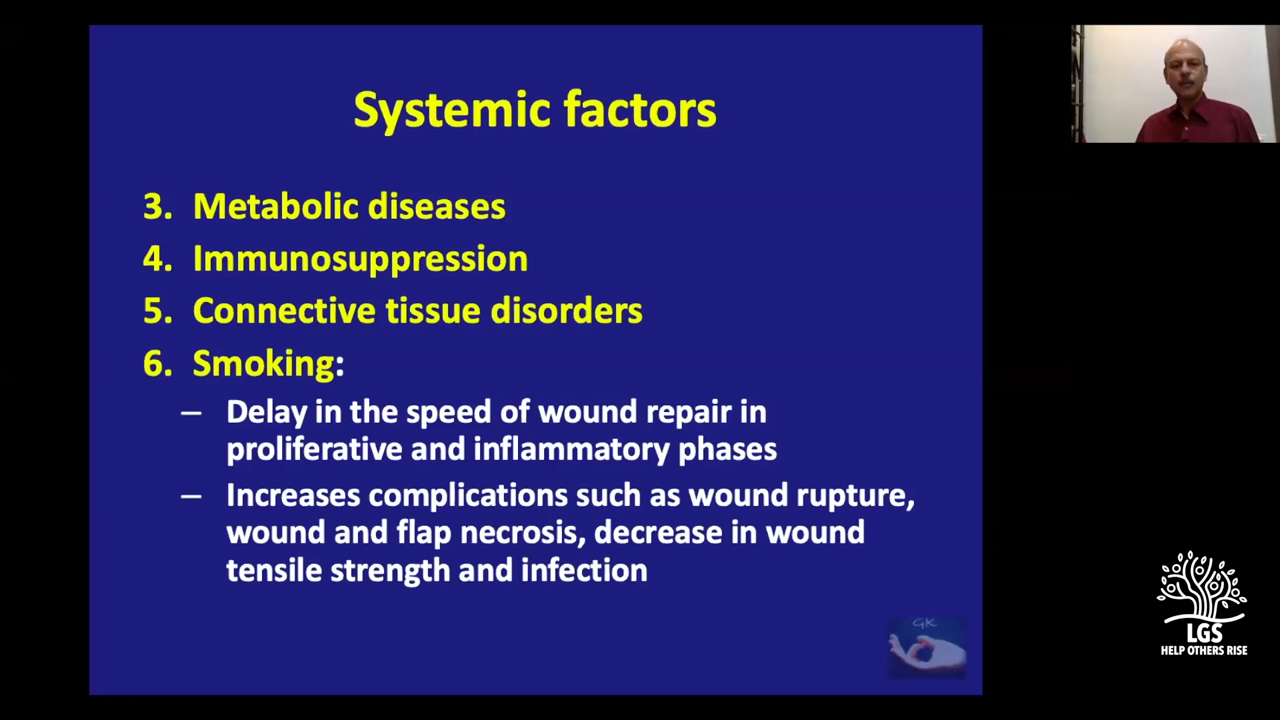 Systemic factors
3. Metabolic diseases
4. Immunosuppression
5. Connective tissue disorders
6. Smoking:
– Delay in the speed of wound repair in
proliferative and inflammatory phases
– Increases complications such as wound rupture,
wound and flap necrosis, decrease in wound
tensile strength and infection
GK
LGS
HELP OTHERS RISE